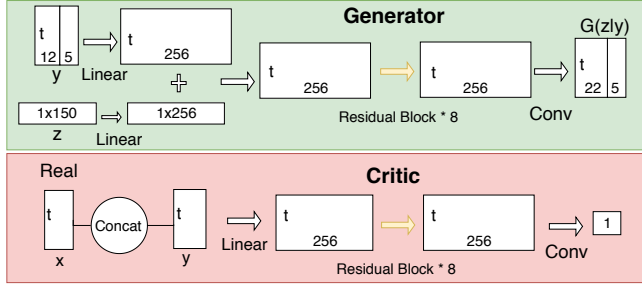 Generator
t
12 5
y
Linear
t
256
+
1x150
z
Linear
1x256
t
256
Residual Block * 8
t
256
Conv
G(z|y)
t
22 5
Critic
Real
t
x
Concat
t
y
Linear
t
256
Residual Block * 8
t
256
Conv
1